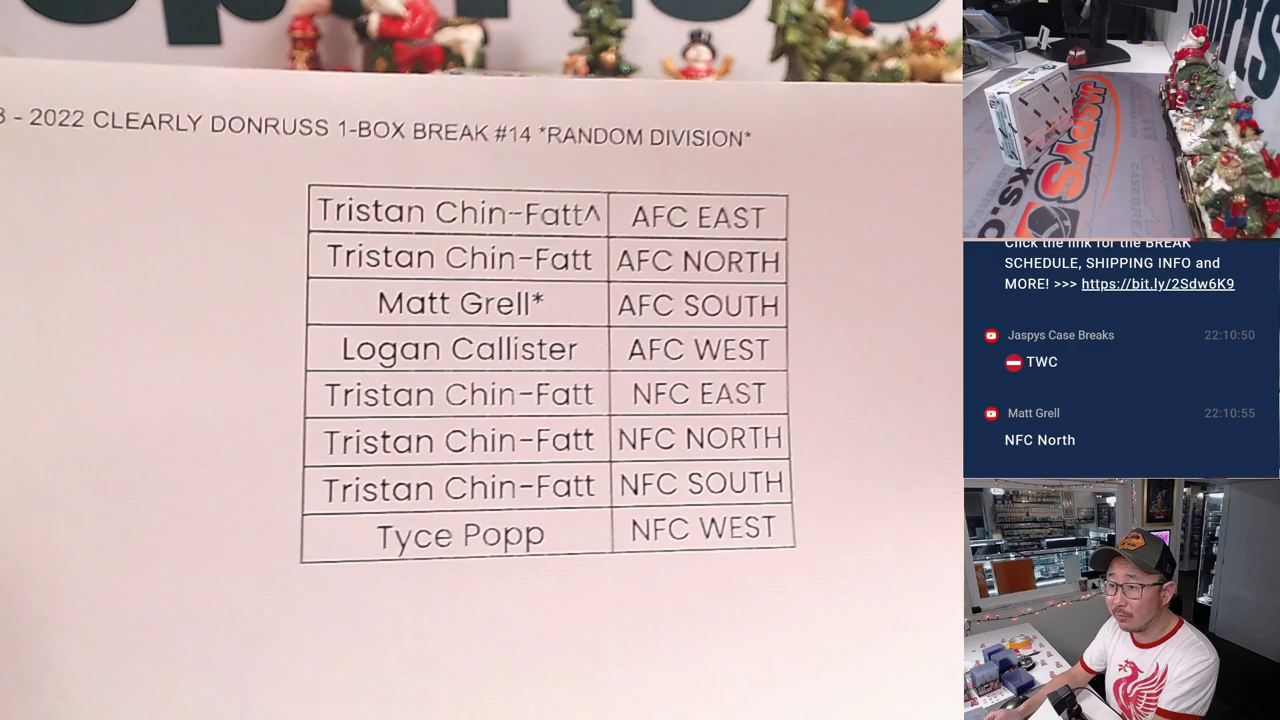 - 2022 CLEARLY DONRUSS 1-BOX BREAK #14 *RANDOM DIVISION*
Tristan Chin-Fatt^ AFC EAST
Tristan Chin-Fatt AFC NORTH
Matt Grell* AFC SOUTH
Logan Callister AFC WEST
Tristan Chin-Fatt NFC EAST
Tristan Chin-Fatt NFC NORTH
Tristan Chin-Fatt NFC SOUTH
Tyce Popp NFC WEST
JASPYS
Click the link for the BREAK
SCHEDULE, SHIPPING INFO and
MORE! >>> https://bit.ly/2Sdw6K9
Jaspys Case Breaks 22:10:50
TWC
Matt Grell 22:10:55
NFC North